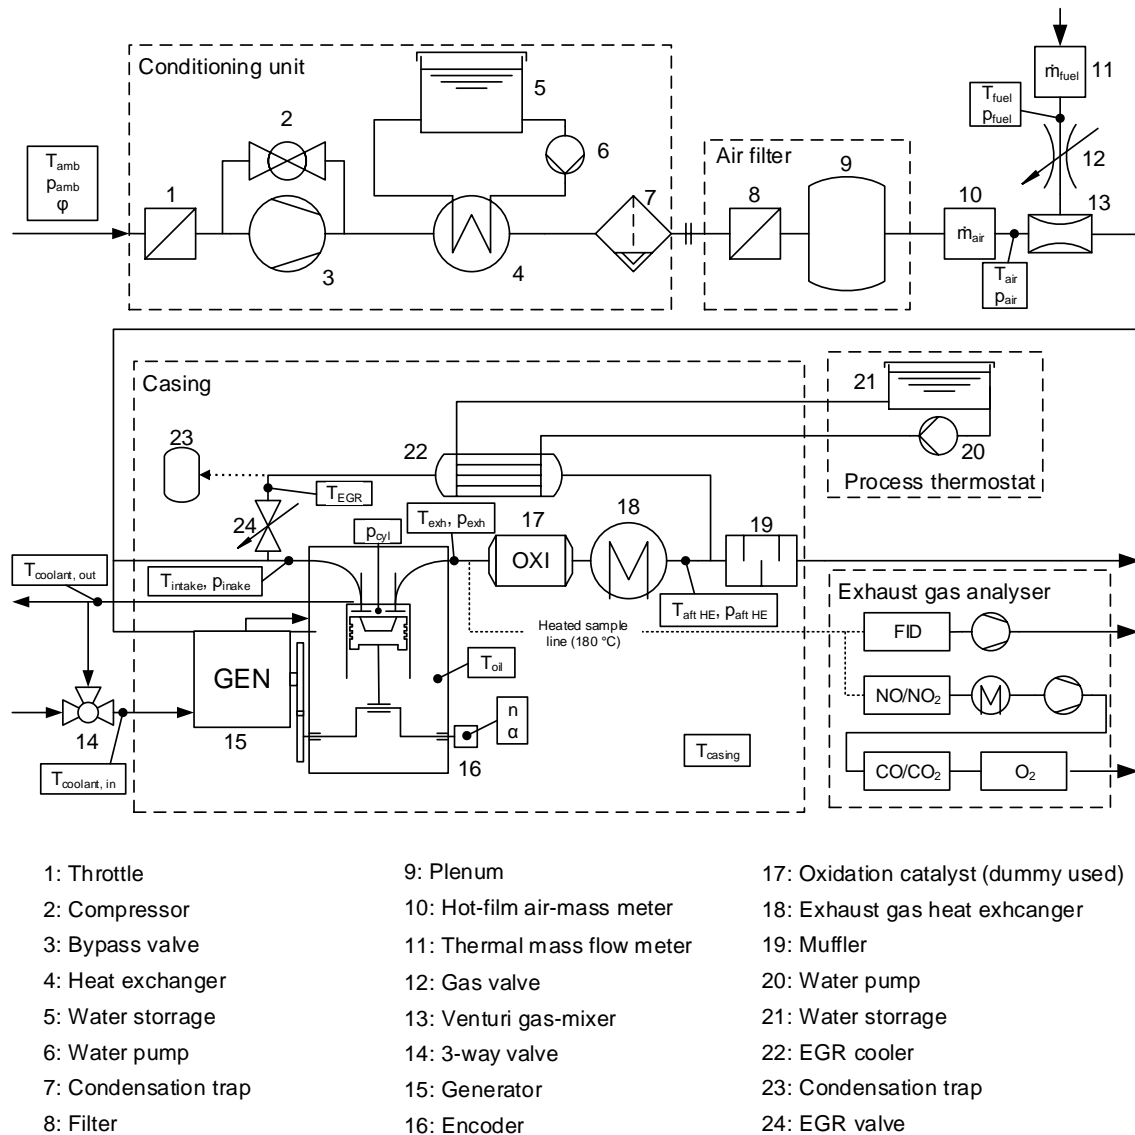 Conditioning unit
2
5
6
T_amb
p_amb
φ
1
3
4
7
Air filter
8
9
10
ṁ_air
T_air
p_air
ṁ_fuel
11
T_fuel
p_fuel
12
13
Casing
23
22
T_EGR
24
p_cyl
T_exh, p_exh
17
OXI
18
19
21
20
Process thermostat
T_coolant, out
T_intake, p_inake
T_aft HE, p_aft HE
Heated sample
line (180 °C)
GEN
T_oil
n
α
14
15
16
T_coolant, in
T_casing
Exhaust gas analyser
FID
NO/NO₂
CO/CO₂
O₂
1: Throttle
2: Compressor
3: Bypass valve
4: Heat exchanger
5: Water storrage
6: Water pump
7: Condensation trap
8: Filter
9: Plenum
10: Hot-film air-mass meter
11: Thermal mass flow meter
12: Gas valve
13: Venturi gas-mixer
14: 3-way valve
15: Generator
16: Encoder
17: Oxidation catalyst (dummy used)
18: Exhaust gas heat exhcanger
19: Muffler
20: Water pump
21: Water storrage
22: EGR cooler
23: Condensation trap
24: EGR valve